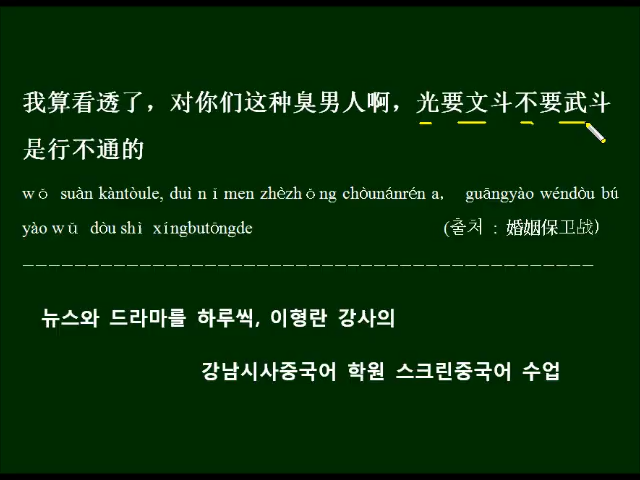 我算看透了，对你们这种臭男人啊，光要文斗不要武斗
是行不通的
wǒ suàn kàntòule, duì nǐ men zhèzhǒng chòunánrén a， guāngyào wéndòu bú
yào wǔ dòu shì xíngbutōngde (출처 : 婚姻保卫战)
뉴스와 드라마를 하루씩, 이형란 강사의
강남시사중국어 학원 스크린중국어 수업